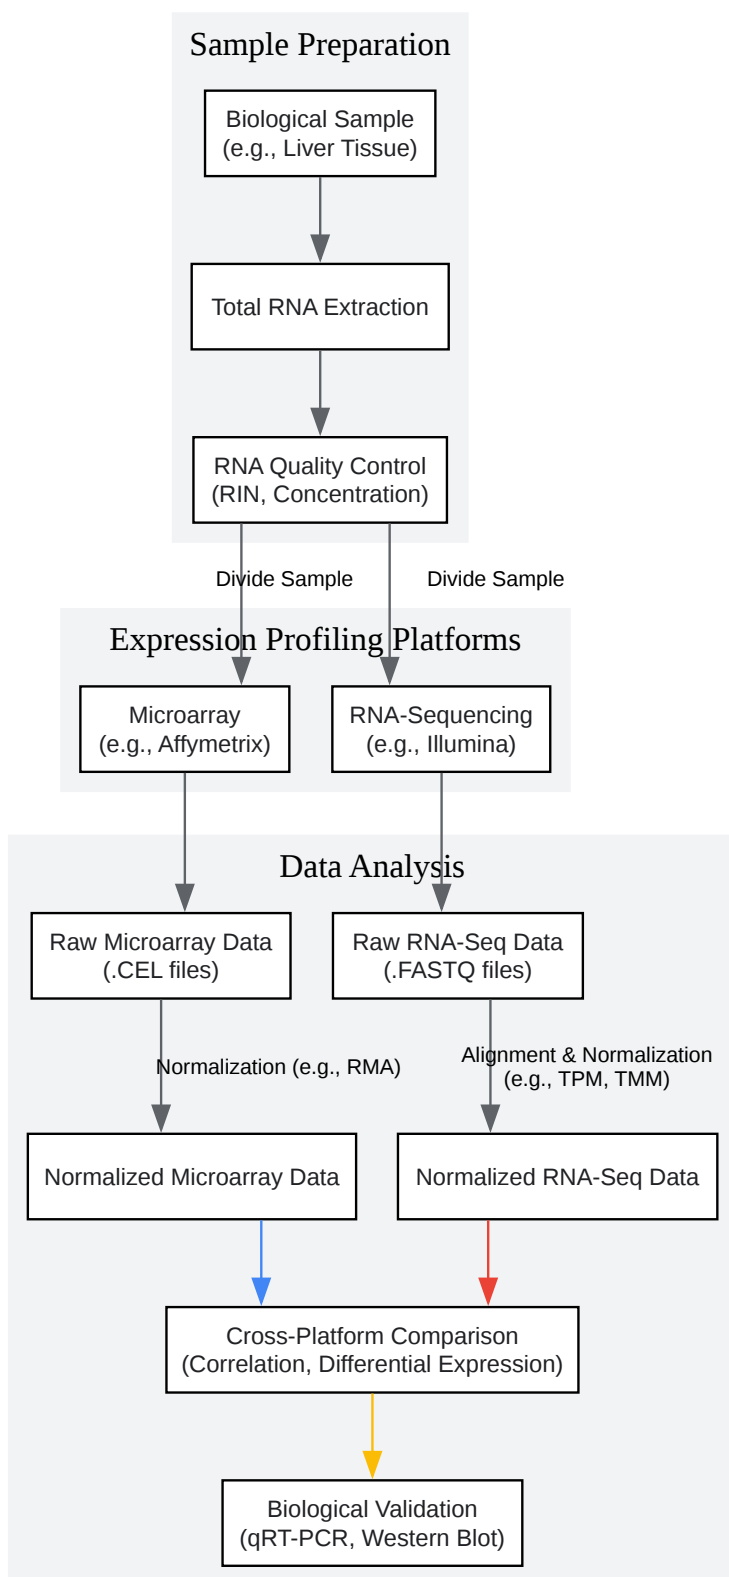 Sample Preparation
Biological Sample
(e.g., Liver Tissue)
Total RNA Extraction
RNA Quality Control
(RIN, Concentration)
Divide Sample
Divide Sample
Expression Profiling Platforms
Microarray
(e.g., Affymetrix)
RNA-Sequencing
(e.g., Illumina)
Data Analysis
Raw Microarray Data
(.CEL files)
Raw RNA-Seq Data
(.FASTQ files)
Normalization (e.g., RMA)
Alignment & Normalization
(e.g., TPM, TMM)
Normalized Microarray Data
Normalized RNA-Seq Data
Cross-Platform Comparison
(Correlation, Differential Expression)
Biological Validation
(qRT-PCR, Western Blot)